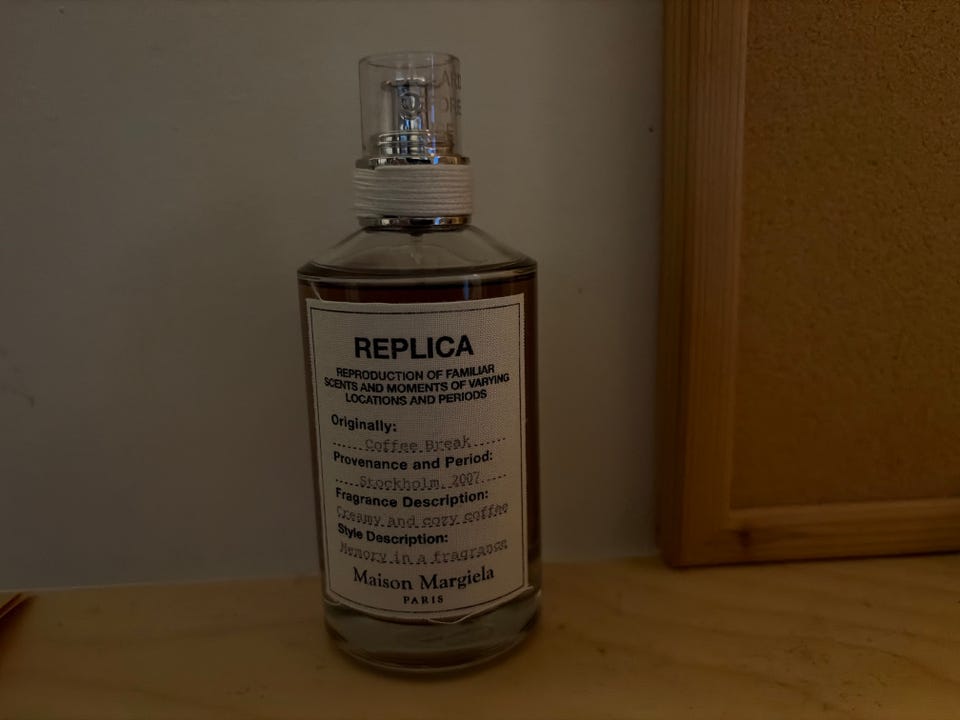 REPLICA
REPRODUCTION OF FAMILIAR
SCENTS AND MOMENTS OF VARYING
LOCATIONS AND PERIODS
Originally:
Coffee Break
Provenance and Period:
Stockholm, 2007
Fragrance Description:
Creamy and cozy coffee
Style Description:
Memory in a fragrance
Maison Margiela
PARIS